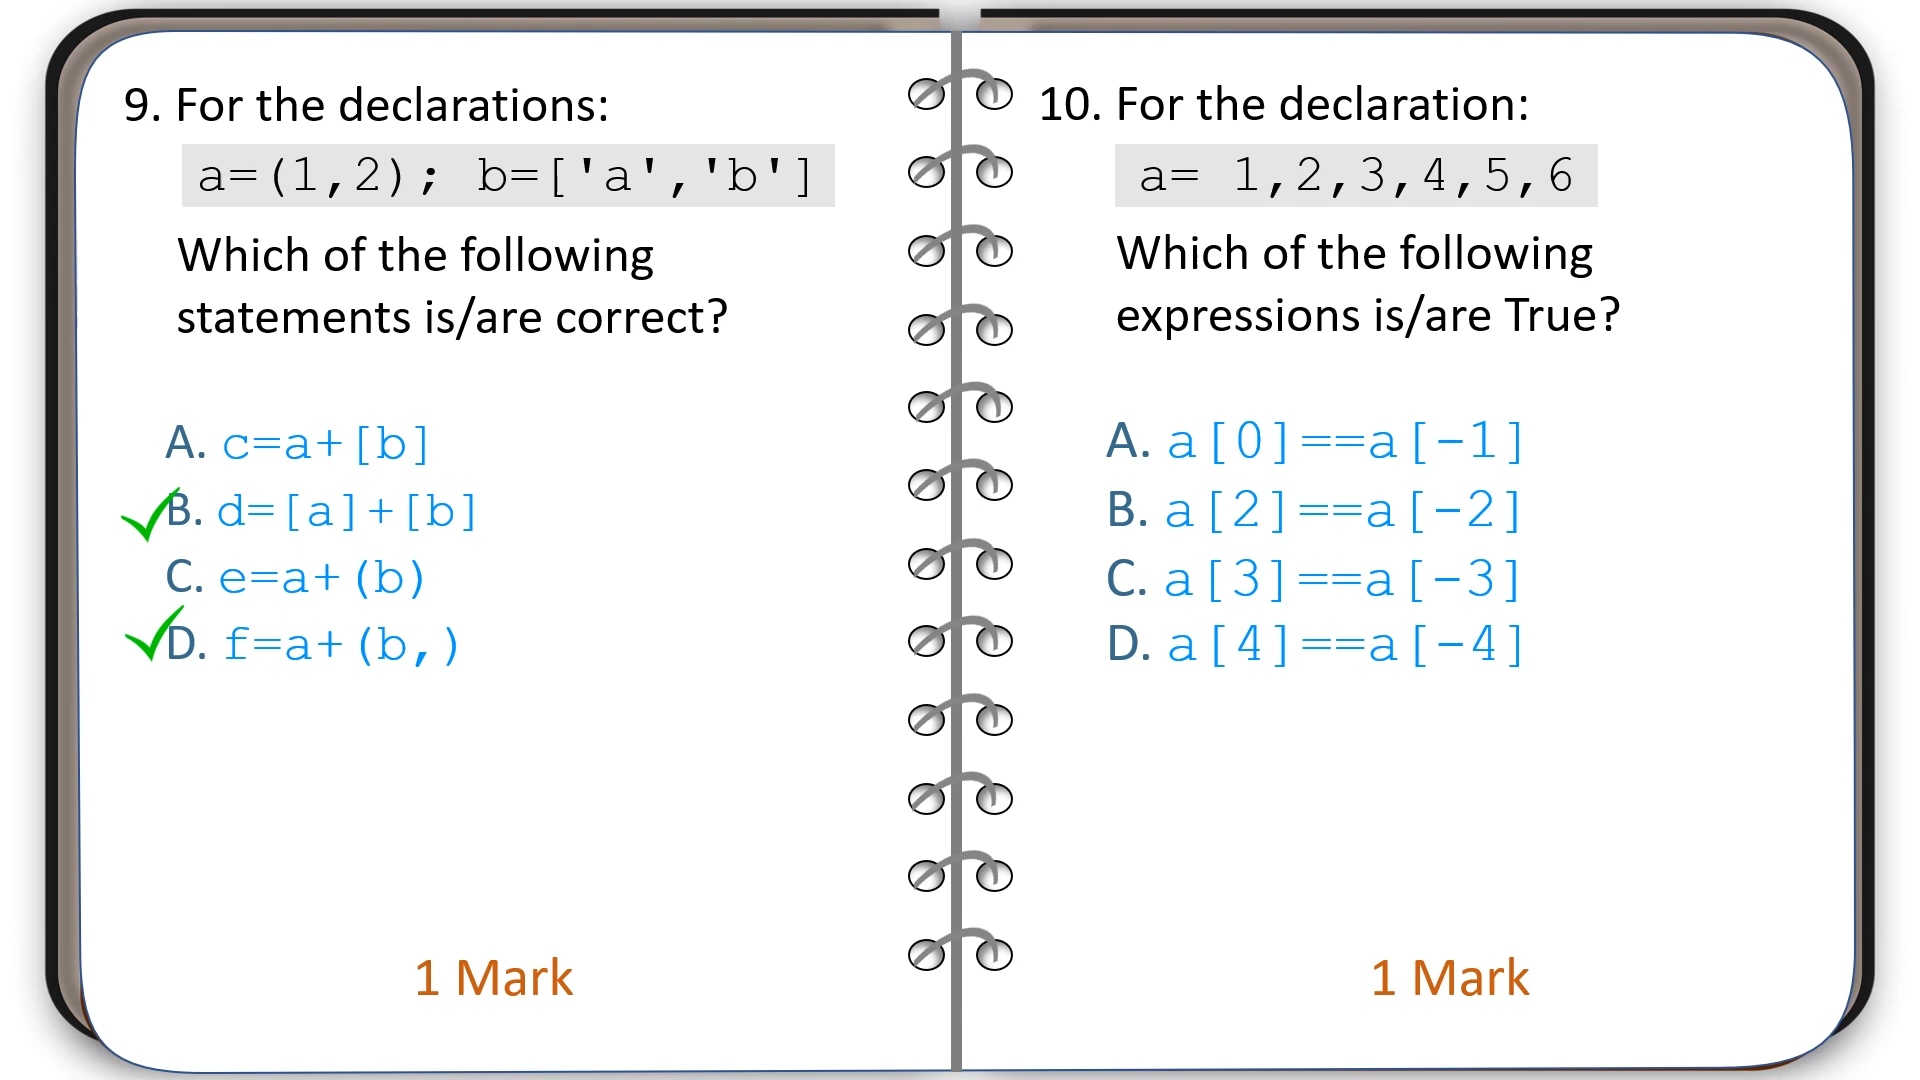 9. For the declarations:
a=(1,2); b=['a','b']
Which of the following
statements is/are correct?
A. c=a+[b]
B. d=[a]+[b]
C. e=a+(b)
D. f=a+(b,)
1 Mark
10. For the declaration:
a= 1,2,3,4,5,6
Which of the following
expressions is/are True?
A. a[0]==a[-1]
B. a[2]==a[-2]
C. a[3]==a[-3]
D. a[4]==a[-4]
1 Mark